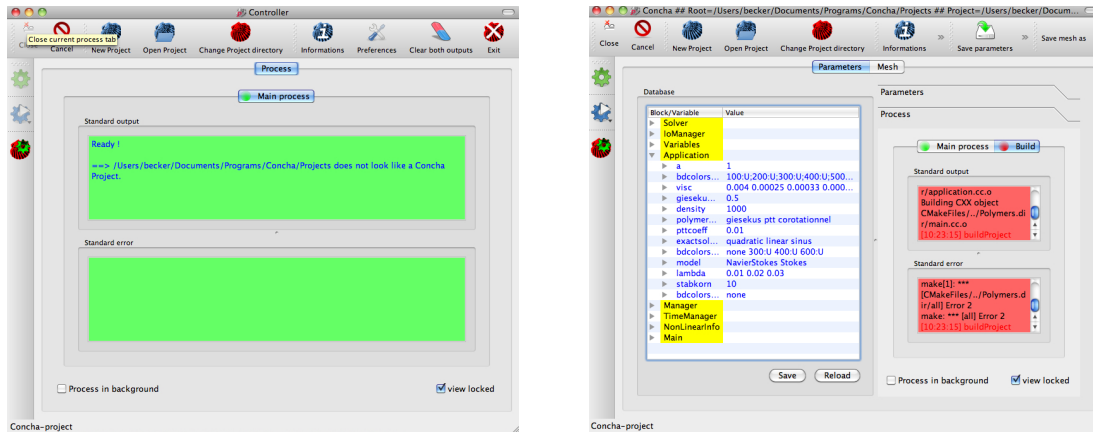 Controller
Close current process tab
Close Cancel New Project Open Project Change Project directory Informations Preferences Clear both outputs Exit
Process
Main process
Standard output
Ready !
==> /Users/becker/Documents/Programs/Concha/Projects does not look like a Concha
Project.
Standard error
Process in background
view locked
Concha-project
Concha ## Root=/Users/becker/Documents/Programs/Concha/Projects ## Project=/Users/becker/Docum...
Close Cancel New Project Open Project Change Project directory Informations » Save parameters » Save mesh as
Parameters Mesh
Database
Block/Variable Value
Solver
IoManager
Variables
Application
a 1
bdcolors... 100:U;200:U;300:U;400:U;500...
visc 0.004 0.00025 0.00033 0.000...
gieseku... 0.5
density 1000
polymer... giesekus ptt corotationnel
pttcoeff 0.01
exactsol... quadratic linear sinus
bdcolors... none 300:U 400:U 600:U
model NavierStokes Stokes
lambda 0.01 0.02 0.03
stabkorn 10
bdcolors... none
Manager
TimeManager
NonLinearInfo
Main
Save Reload
Parameters
Process
Main process Build
Standard output
r/application.cc.o
Building CXX object
CMakeFiles/../Polymers.di
r/main.cc.o
[10:23:15] buildProject
Standard error
make[1]: ***
[CMakeFiles/../Polymers.d
ir/all] Error 2
make: *** [all] Error 2
[10:23:15] buildProject
Process in background
view locked
Concha-project